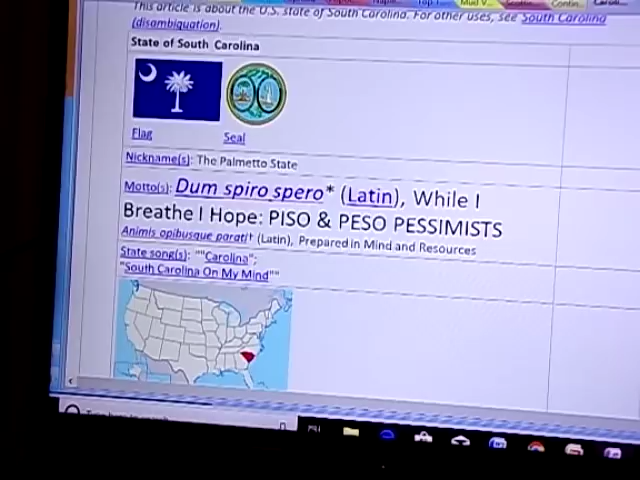 This article is about the U.S. state of South Carolina. For other uses, see South Carolina
(disambiguation).
State of South Carolina
Flag Seal
Nickname(s): The Palmetto State
Motto(s): Dum spiro spero* (Latin), While I
Breathe I Hope: PISO & PESO PESSIMISTS
Animis opibusque parati† (Latin), Prepared in Mind and Resources
State song(s): ""Carolina";
"South Carolina On My Mind""